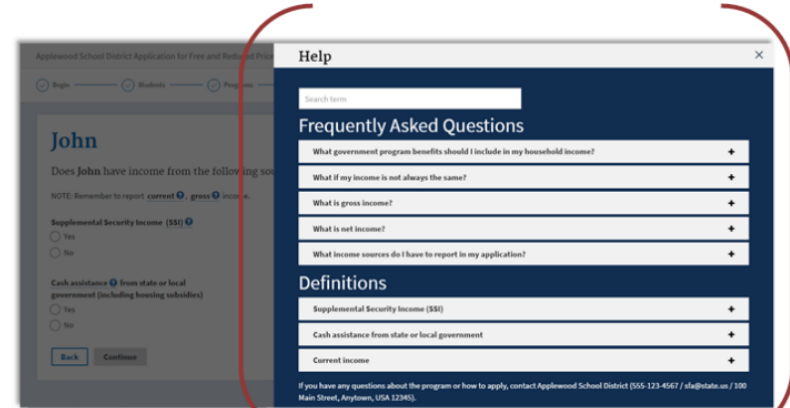 Applewood School District Application for Free and Reduced Price
Begin
Students
Programs
John
Does John have income from the following sou
NOTE: Remember to report current, gross income.
Supplemental Security Income (SSI)
Yes
No
Cash assistance from state or local
government (including housing subsidies)
Yes
No
Back
Continue
Help
Search term
Frequently Asked Questions
What government program benefits should I include in my household income?
What if my income is not always the same?
What is gross income?
What is net income?
What income sources do I have to report in my application?
Definitions
Supplemental Security Income (SSI)
Cash assistance from state or local government
Current income
If you have any questions about the program or how to apply, contact Applewood School District (555-123-4567 / sfa@state.us / 100
Main Street, Anytown, USA 12345).